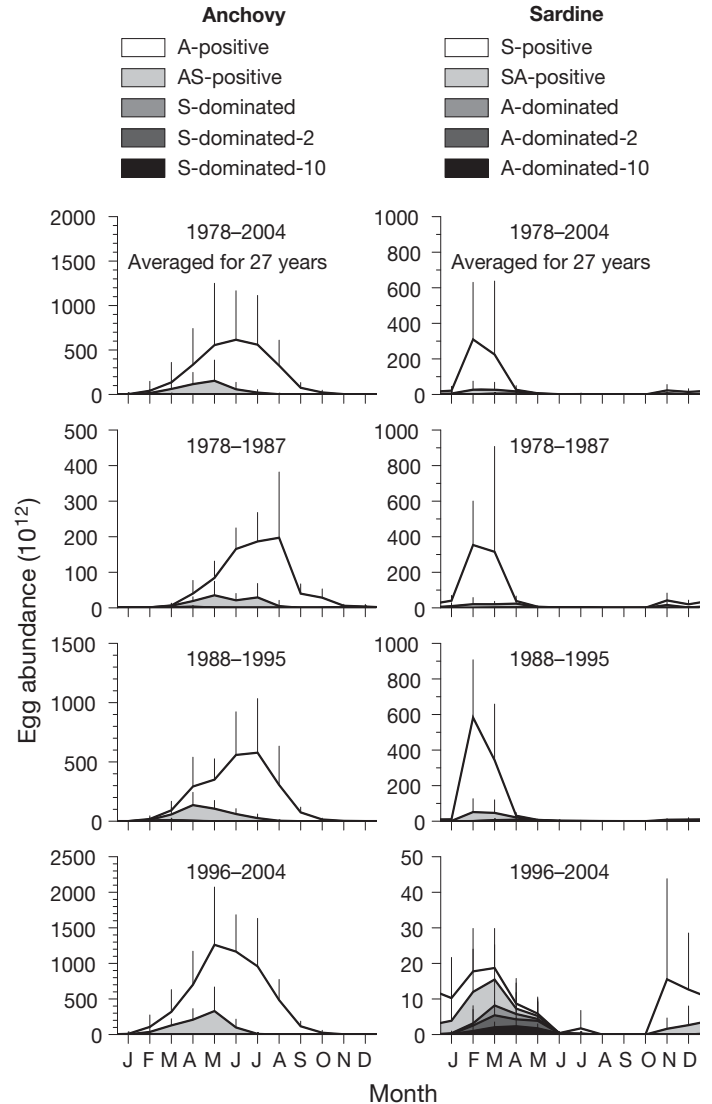 Anchovy
A-positive
AS-positive
S-dominated
S-dominated-2
S-dominated-10
Sardine
S-positive
SA-positive
A-dominated
A-dominated-2
A-dominated-10
Egg abundance (10¹²)
2000
1500
1000
500
0
1978–2004
Averaged for 27 years
1000
800
600
400
200
0
1978–2004
Averaged for 27 years
500
400
300
200
100
0
1978–1987
1000
800
600
400
200
0
1978–1987
1500
1000
500
0
1988–1995
1000
800
600
400
200
0
1988–1995
2500
2000
1500
1000
500
0
1996–2004
50
40
30
20
10
0
1996–2004
J F M A M J J A S O N D
J F M A M J J A S O N D
Month